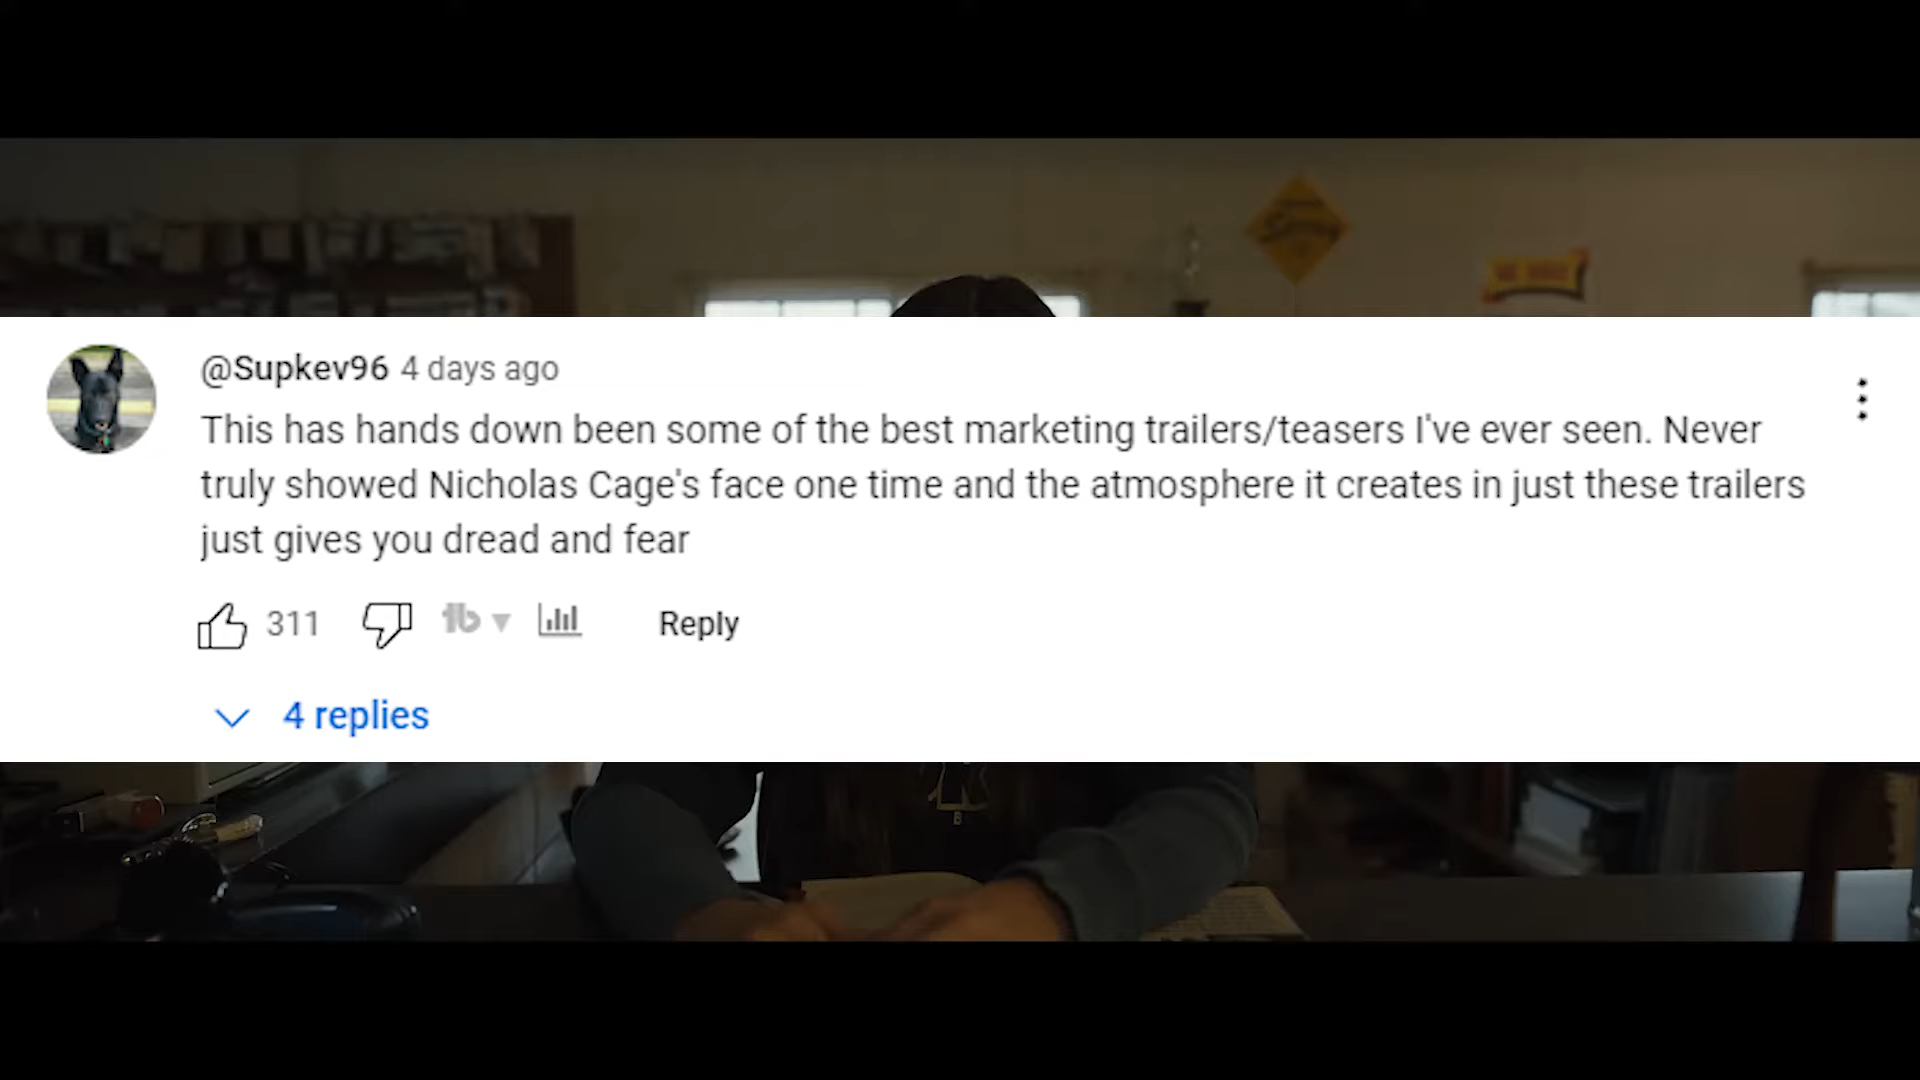 @Supkev96 4 days ago
This has hands down been some of the best marketing trailers/teasers I've ever seen. Never
truly showed Nicholas Cage's face one time and the atmosphere it creates in just these trailers
just gives you dread and fear
311 Reply
4 replies
B